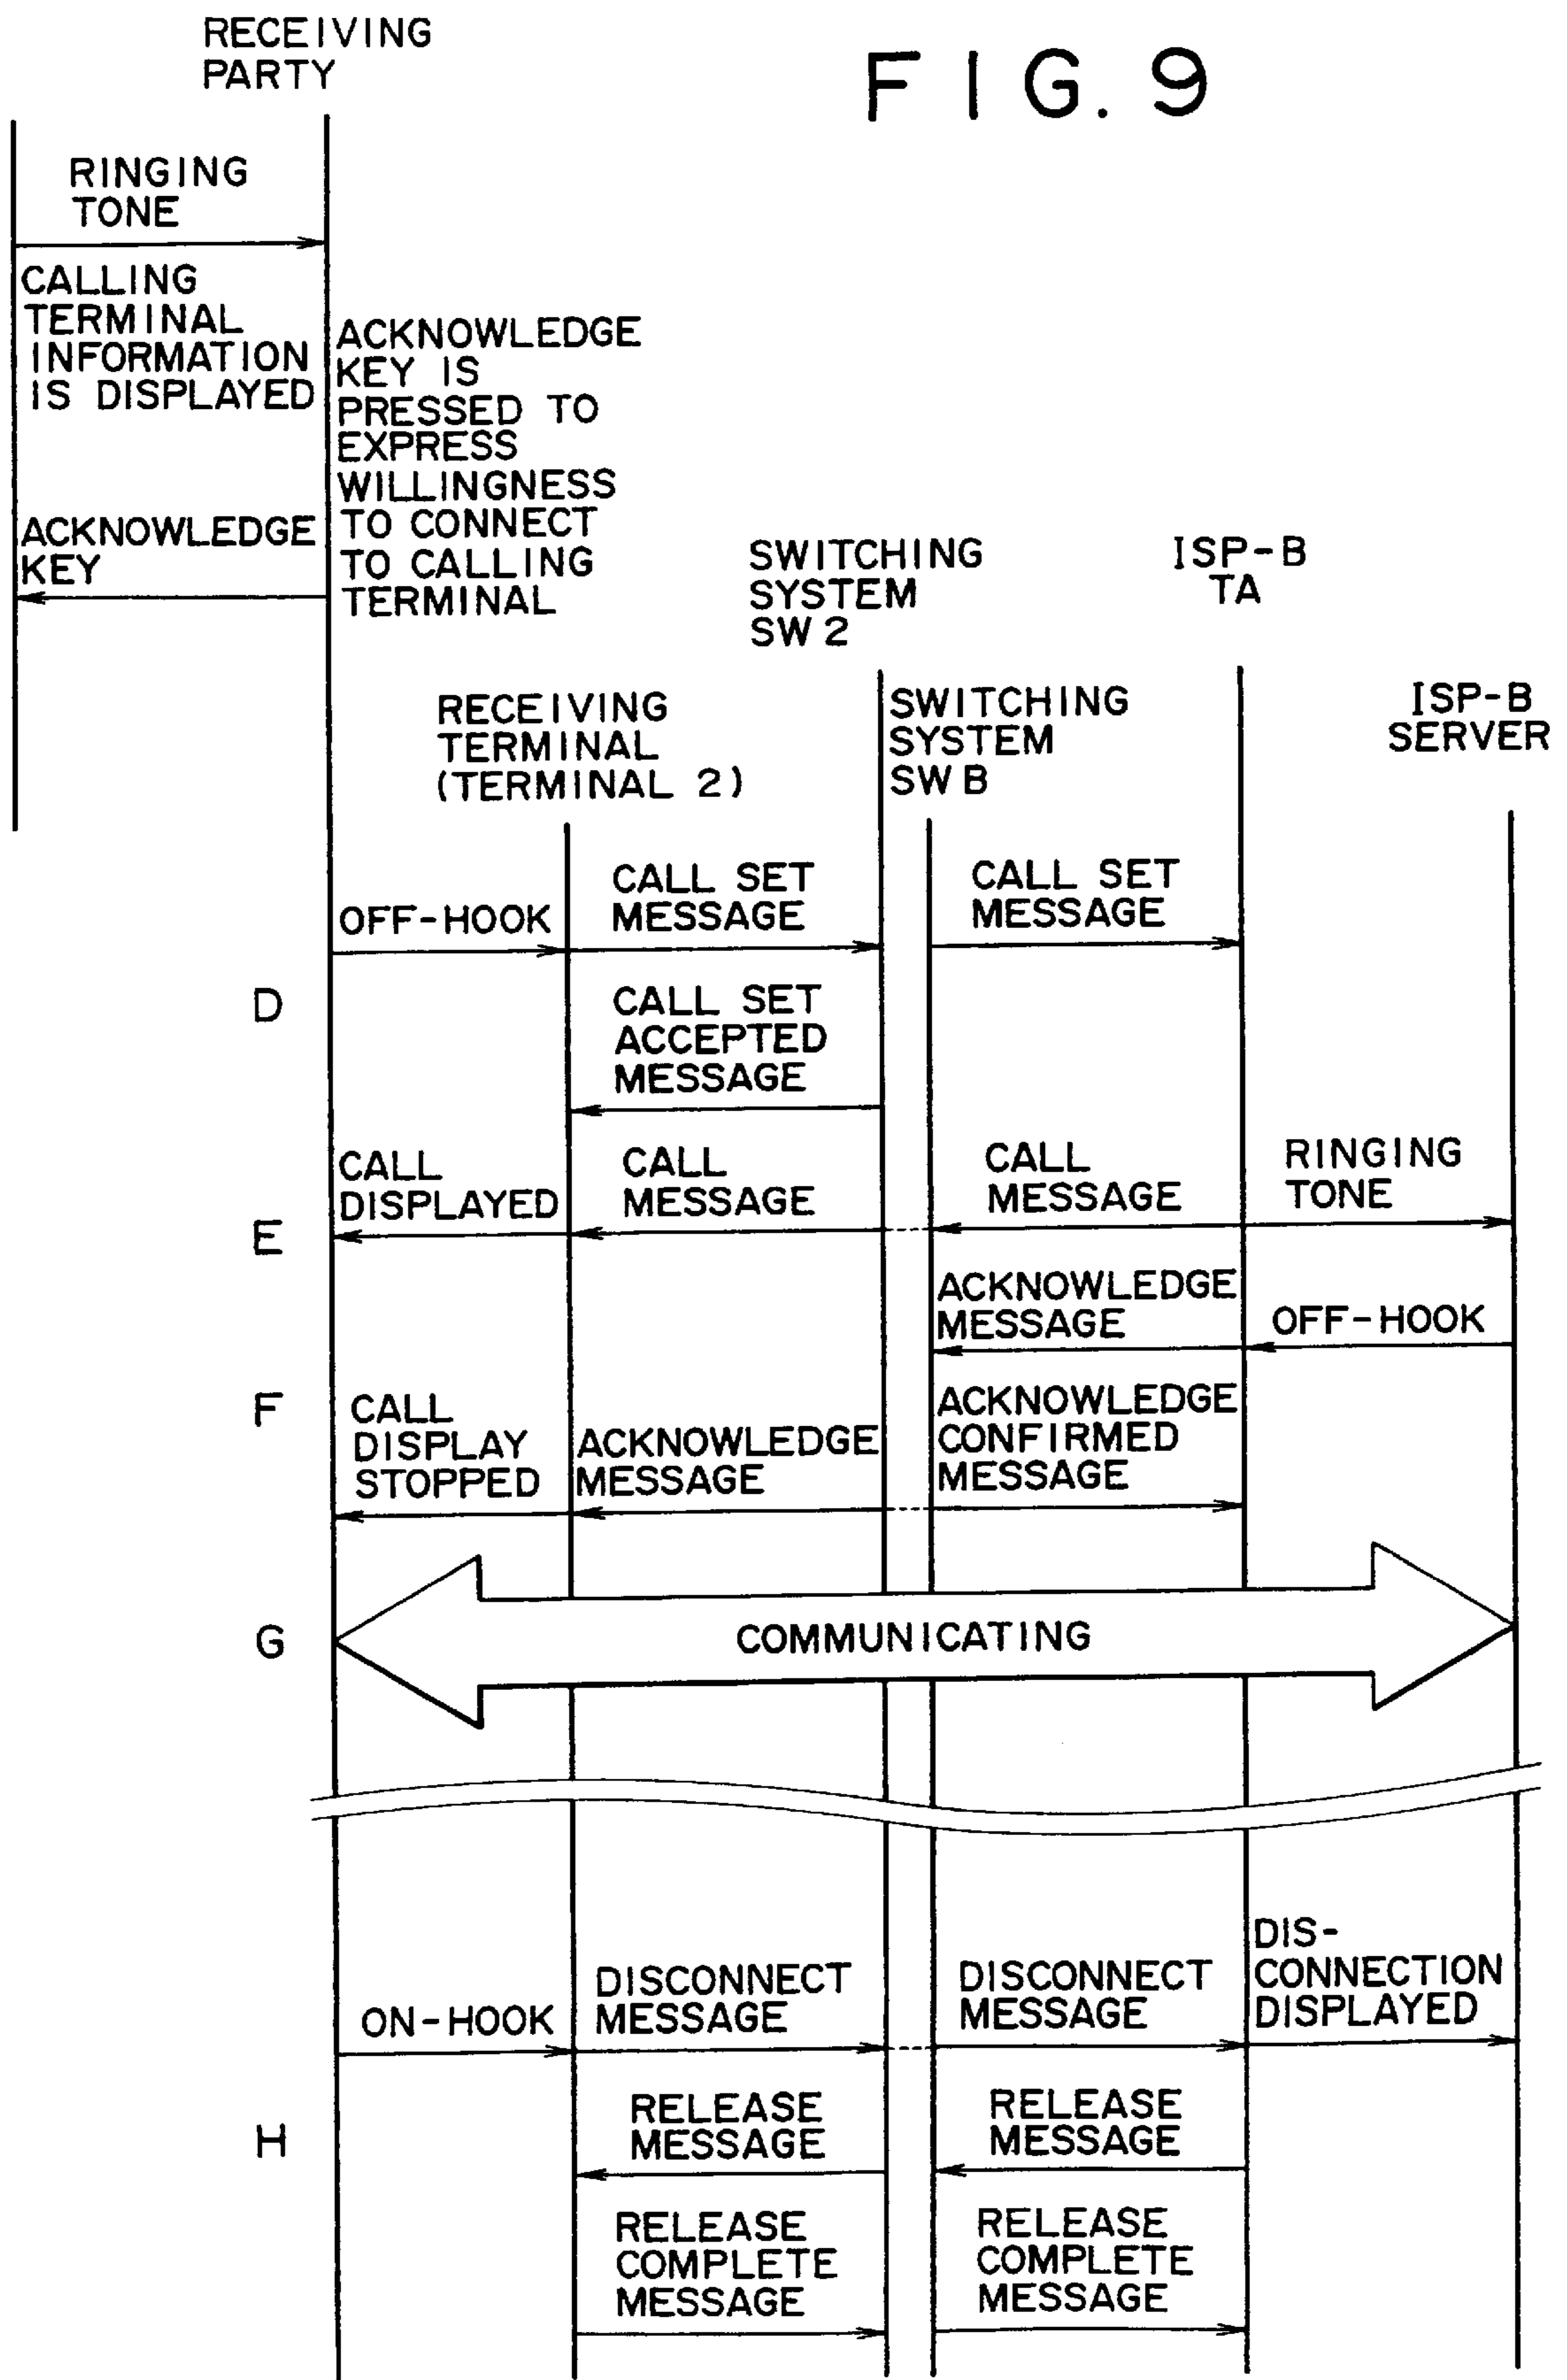 RECEIVING
PARTY
FIG. 9
RINGING
TONE
CALLING
TERMINAL
INFORMATION
IS DISPLAYED
ACKNOWLEDGE
KEY IS
PRESSED TO
EXPRESS
WILLINGNESS
TO CONNECT
TO CALLING
TERMINAL
ACKNOWLEDGE
KEY
SWITCHING
SYSTEM
SW2
ISP-B
TA
RECEIVING
TERMINAL
(TERMINAL 2)
SWITCHING
SYSTEM
SWB
ISP-B
SERVER
OFF-HOOK
CALL SET
MESSAGE
CALL SET
MESSAGE
D
CALL SET
ACCEPTED
MESSAGE
CALL
DISPLAYED
CALL
MESSAGE
CALL
MESSAGE
RINGING
TONE
E
ACKNOWLEDGE
MESSAGE
OFF-HOOK
F
CALL
DISPLAY
STOPPED
ACKNOWLEDGE
MESSAGE
ACKNOWLEDGE
CONFIRMED
MESSAGE
G
COMMUNICATING
ON-HOOK
DISCONNECT
MESSAGE
DISCONNECT
MESSAGE
DIS-
CONNECTION
DISPLAYED
H
RELEASE
MESSAGE
RELEASE
MESSAGE
RELEASE
COMPLETE
MESSAGE
RELEASE
COMPLETE
MESSAGE